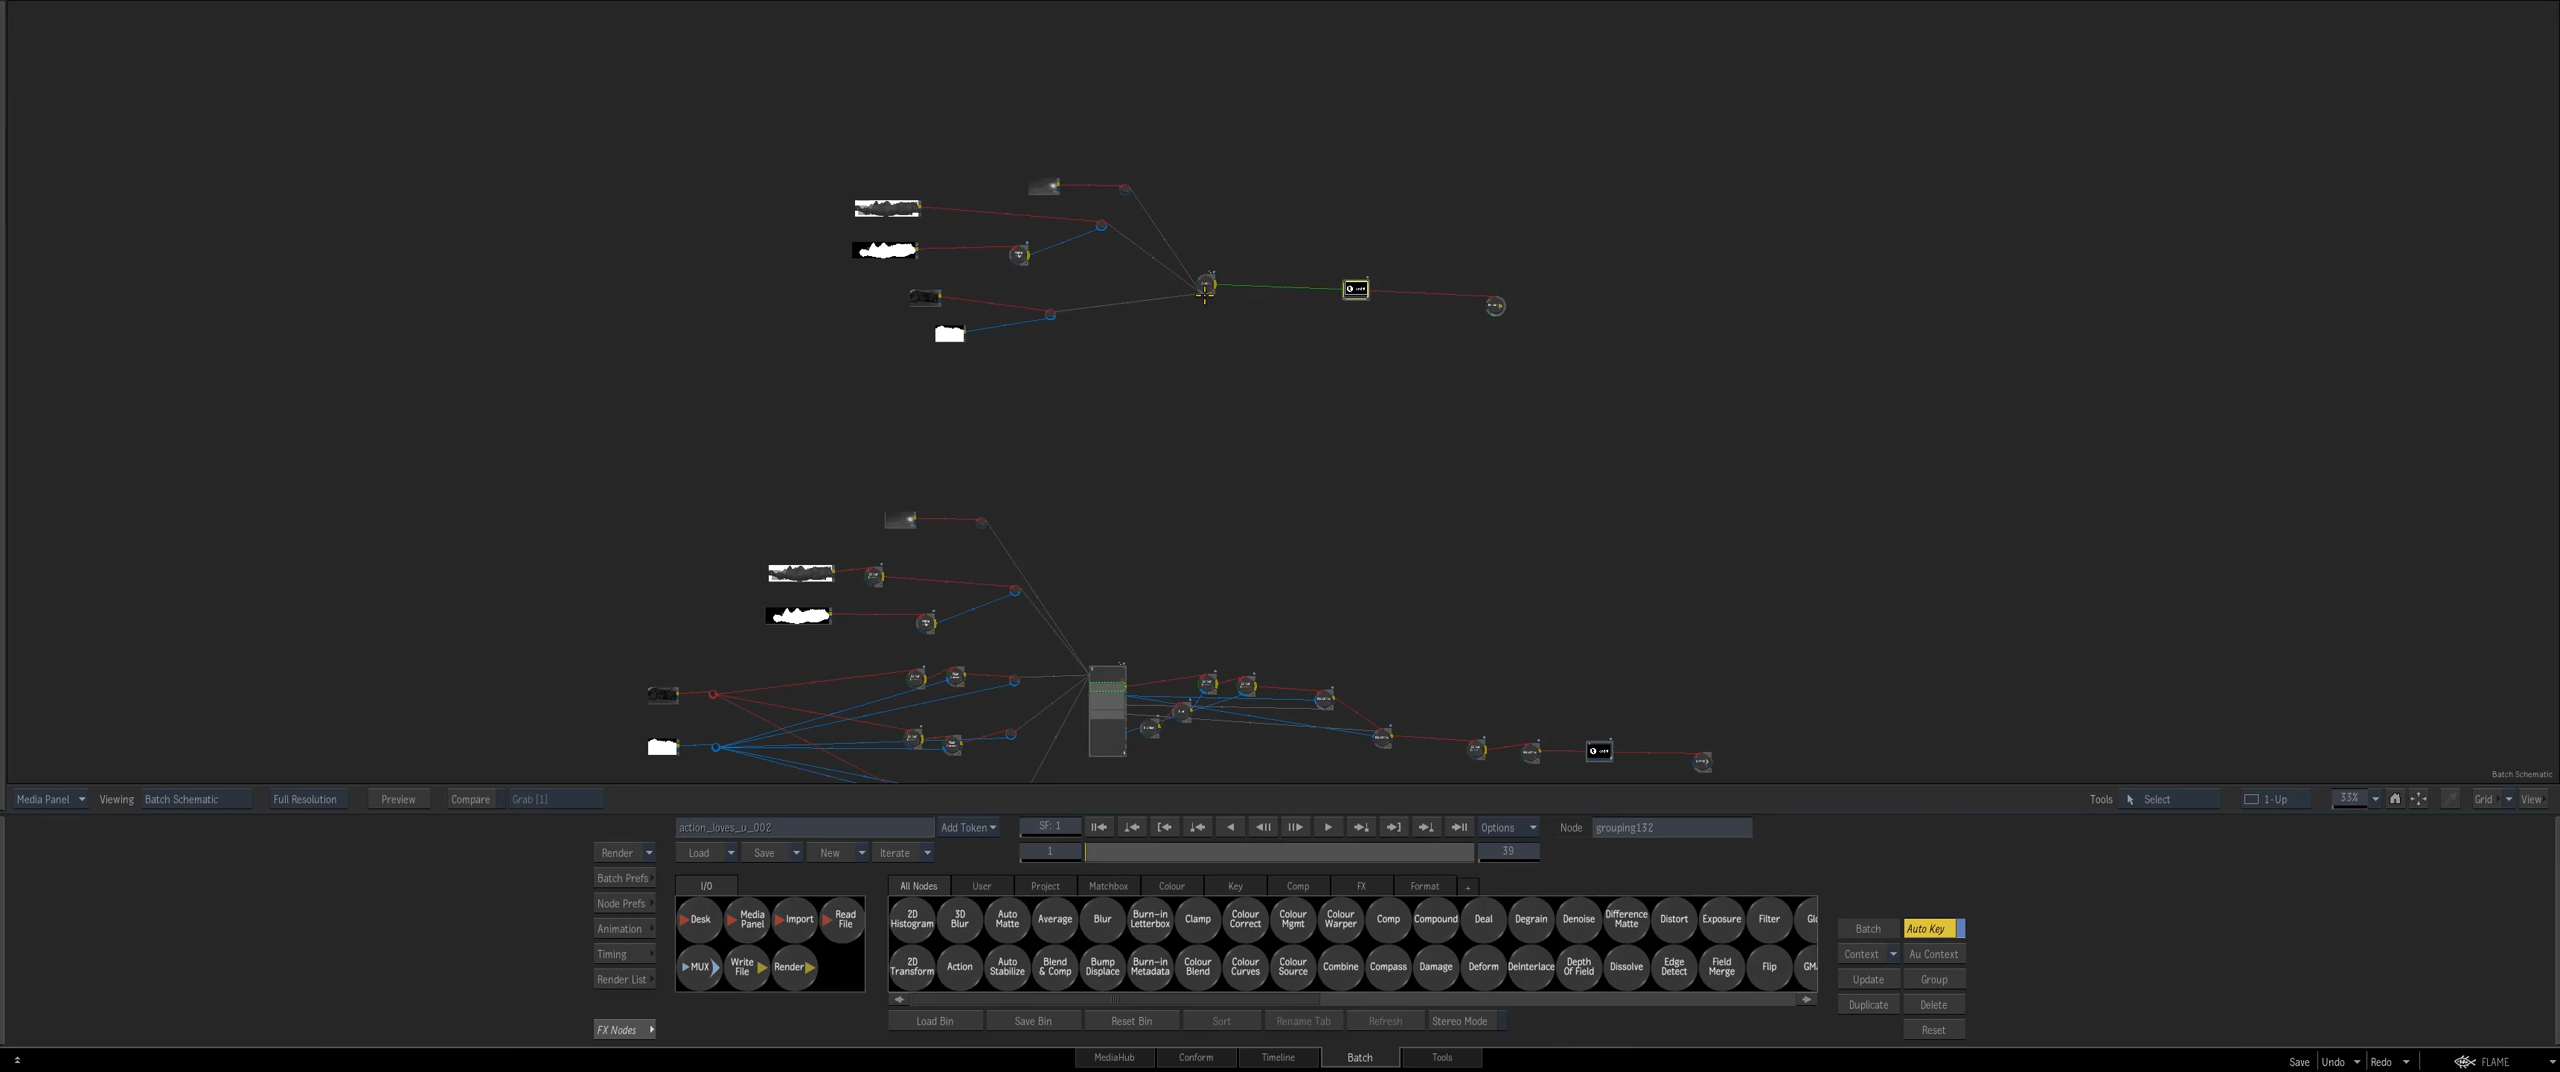 Batch Schematic
Media Panel Viewing Batch Schematic Full Resolution Preview Compare Grab [1] Tools Select 1-Up 33% Grid View
action_loves_u_002 Add Token SF: 1 Options Node grouping132
Render Load Save New Iterate 1 39
Batch Prefs
Node Prefs
Animation
Timing
Render List
FX Nodes
I/O
Desk Media Panel Import Read File
MUX Write File Render
All Nodes User Project Matchbox Colour Key Comp FX Format +
2D Histogram 3D Blur Auto Matte Average Blur Burn-in Letterbox Clamp Colour Correct Colour Mgmt Colour Warper Comp Compound Deal Degrain Denoise Difference Matte Distort Exposure Filter
2D Transform Action Auto Stabilize Blend & Comp Bump Displace Burn-in Metadata Colour Blend Colour Curves Colour Source Combine Compass Damage Deform DeInterlace Depth Of Field Dissolve Edge Detect Field Merge Flip
Load Bin Save Bin Reset Bin Sort Rename Tab Refresh Stereo Mode
Batch Auto Key
Context Au Context
Update Group
Duplicate Delete
Reset
MediaHub Conform Timeline Batch Tools
Save Undo Redo FLAME